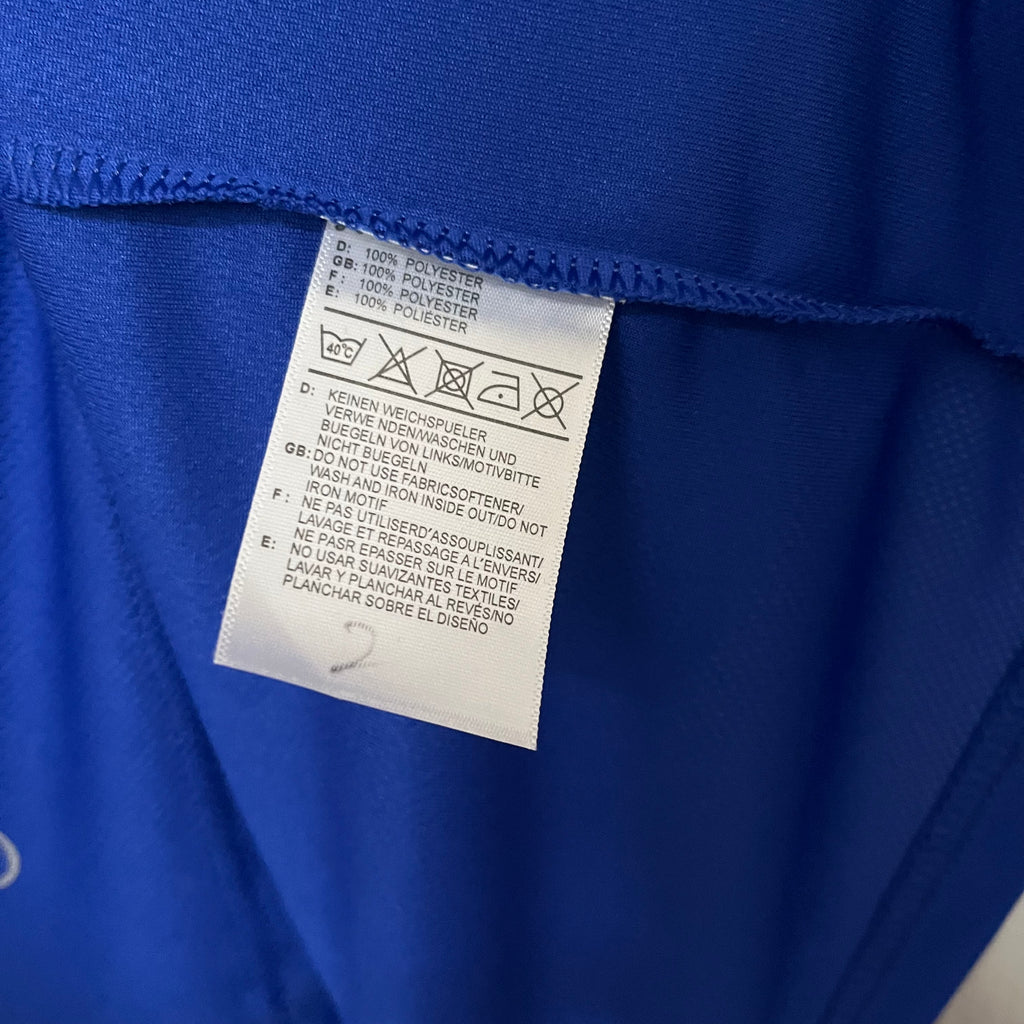 D: 100% POLYESTER
GB: 100% POLYESTER
F: 100% POLYESTER
E: 100% POLIÉSTER
40°C
D: KEINEN WEICHSPUELER
VERWE NDEN/WASCHEN UND
BUEGELN VON LINKS/MOTIVBITTE
NICHT BUEGELN
GB: DO NOT USE FABRICSOFTENER/
WASH AND IRON INSIDE OUT/DO NOT
IRON MOTIF
F: NE PAS UTILISERD'ASSOUPLISSANT/
LAVAGE ET REPASSAGE A L'ENVERS/
NE PASR EPASSER SUR LE MOTIF
E: NO USAR SUAVIZANTES TEXTILES/
LAVAR Y PLANCHAR AL REVÉS/NO
PLANCHAR SOBRE EL DISEÑO
2